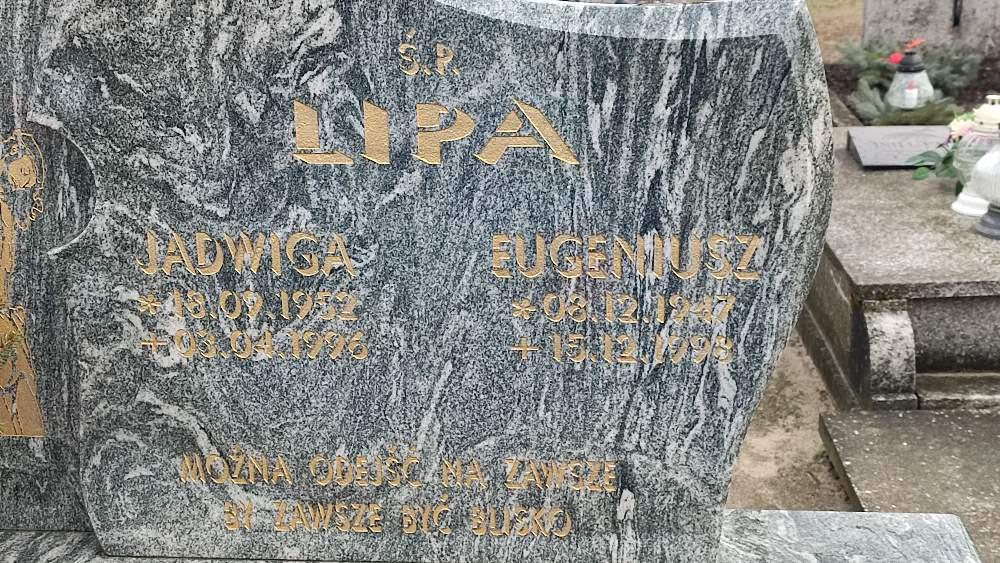 Ś.P.
LIPA
JADWIGA
*18.09.1952
+03.04.1996
EUGENIUSZ
*08.12.1947
+15.12.1998
MOŻNA ODEJŚĆ NA ZAWSZE
BY ZAWSZE BYĆ BLISKO